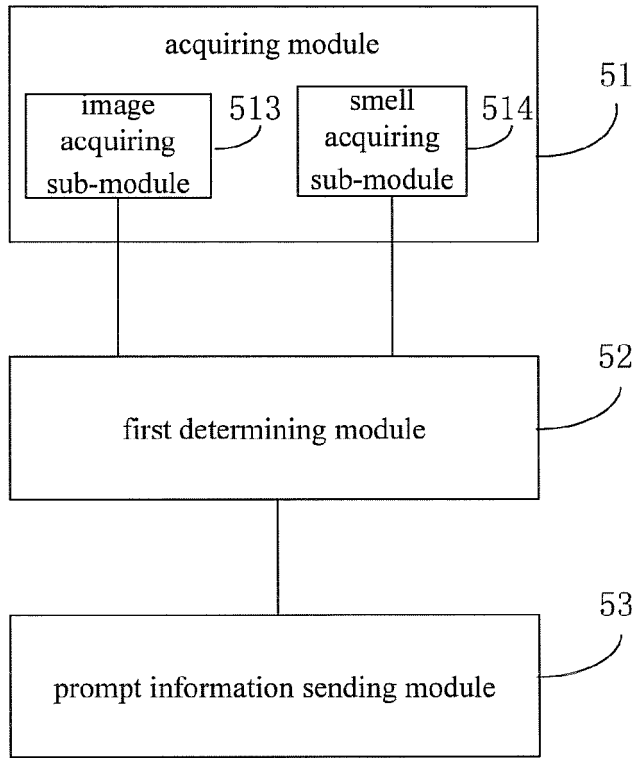 acquiring module
51
image
acquiring
sub-module
513
smell
acquiring
sub-module
514
52
first determining module
53
prompt information sending module